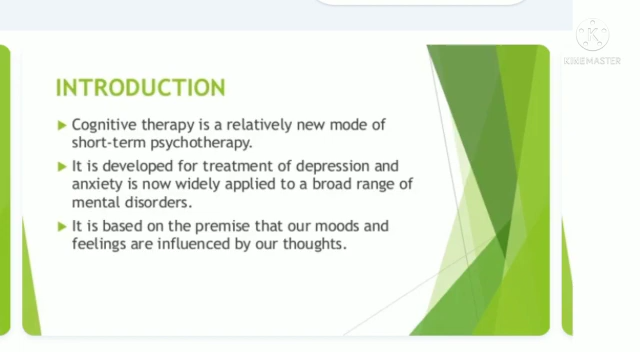 INTRODUCTION
Cognitive therapy is a relatively new mode of
short-term psychotherapy.
It is developed for treatment of depression and
anxiety is now widely applied to a broad range of
mental disorders.
It is based on the premise that our moods and
feelings are influenced by our thoughts.
K
KINEMASTER